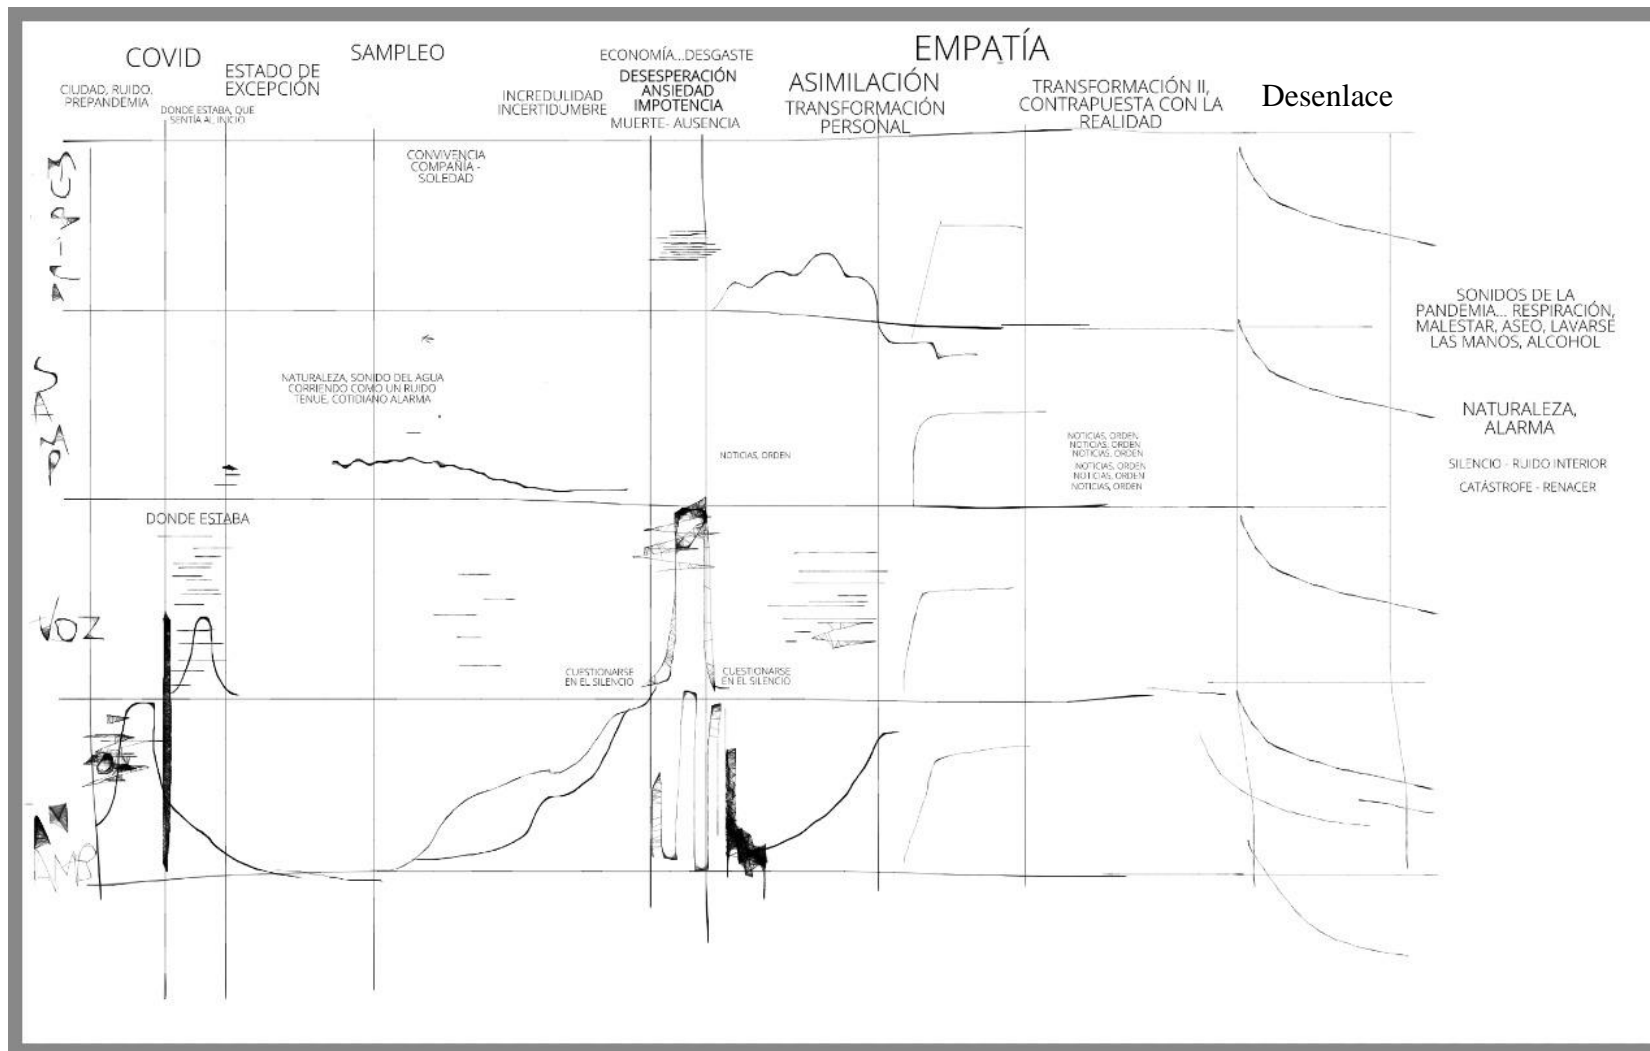 COVID
CIUDAD, RUIDO.
PREPANDEMIA
DONDE ESTABA, QUE
SENTÍA AL INICIO
ESTADO DE
EXCEPCIÓN
SAMPLEO
INCREDULIDAD
INCERTIDUMBRE
ECONOMÍA...DESGASTE
DESESPERACIÓN
ANSIEDAD
IMPOTENCIA
MUERTE- AUSENCIA
EMPATÍA
ASIMILACIÓN
TRANSFORMACIÓN
PERSONAL
TRANSFORMACIÓN II,
CONTRAPUESTA CON LA
REALIDAD
Desenlace
CONVIVENCIA
COMPAÑÍA -
SOLEDAD
NATURALEZA, SONIDO DEL AGUA
CORRIENDO COMO UN RUIDO
TENUE, COTIDIANO ALARMA
NOTICIAS, ORDEN
NOTICIAS, ORDEN
NOTICIAS, ORDEN
NOTICIAS, ORDEN
NOTICIAS, ORDEN
NOTICIAS, ORDEN
NOTICIAS, ORDEN
SONIDOS DE LA
PANDEMIA... RESPIRACIÓN,
MALESTAR, ASEO, LAVARSE
LAS MANOS, ALCOHOL
NATURALEZA,
ALARMA
SILENCIO - RUIDO INTERIOR
CATÁSTROFE - RENACER
DONDE ESTABA
VOZ
CUESTIONARSE
EN EL SILENCIO
CUESTIONARSE
EN EL SILENCIO
AMB